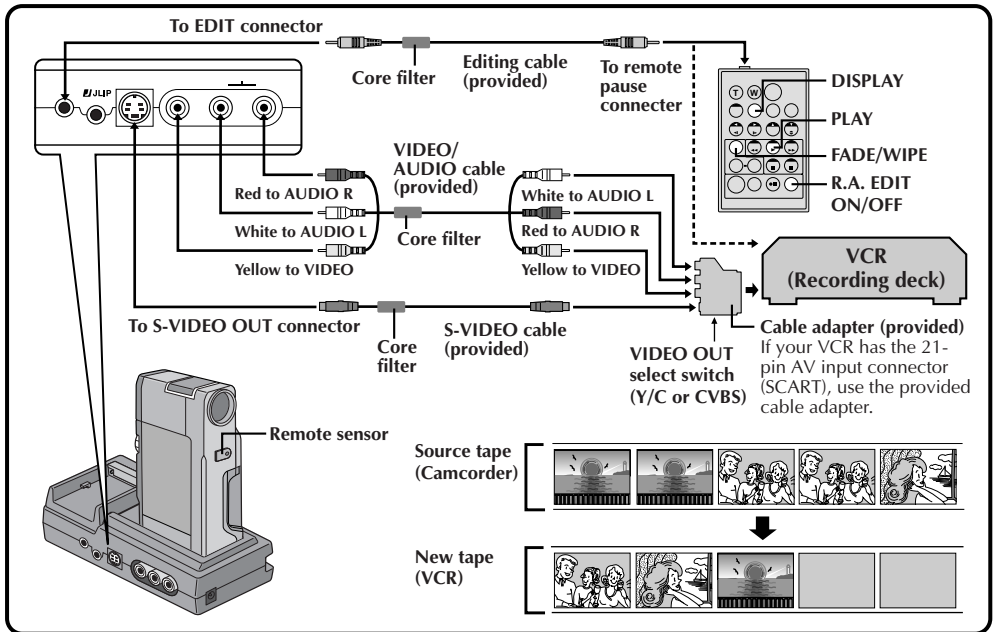 To EDIT connector
Core filter
Editing cable
(provided)
To remote
pause
connecter
JLIP
T W
DISPLAY
PLAY
FADE/WIPE
R.A. EDIT
ON/OFF
VIDEO/
AUDIO cable
(provided)
Red to AUDIO R
White to AUDIO L
Yellow to VIDEO
Core filter
White to AUDIO L
Red to AUDIO R
Yellow to VIDEO
VCR
(Recording deck)
To S-VIDEO OUT connector
Core
filter
S-VIDEO cable
(provided)
VIDEO OUT
select switch
(Y/C or CVBS)
Cable adapter (provided)
If your VCR has the 21-
pin AV input connector
(SCART), use the provided
cable adapter.
Remote sensor
Source tape
(Camcorder)
New tape
(VCR)